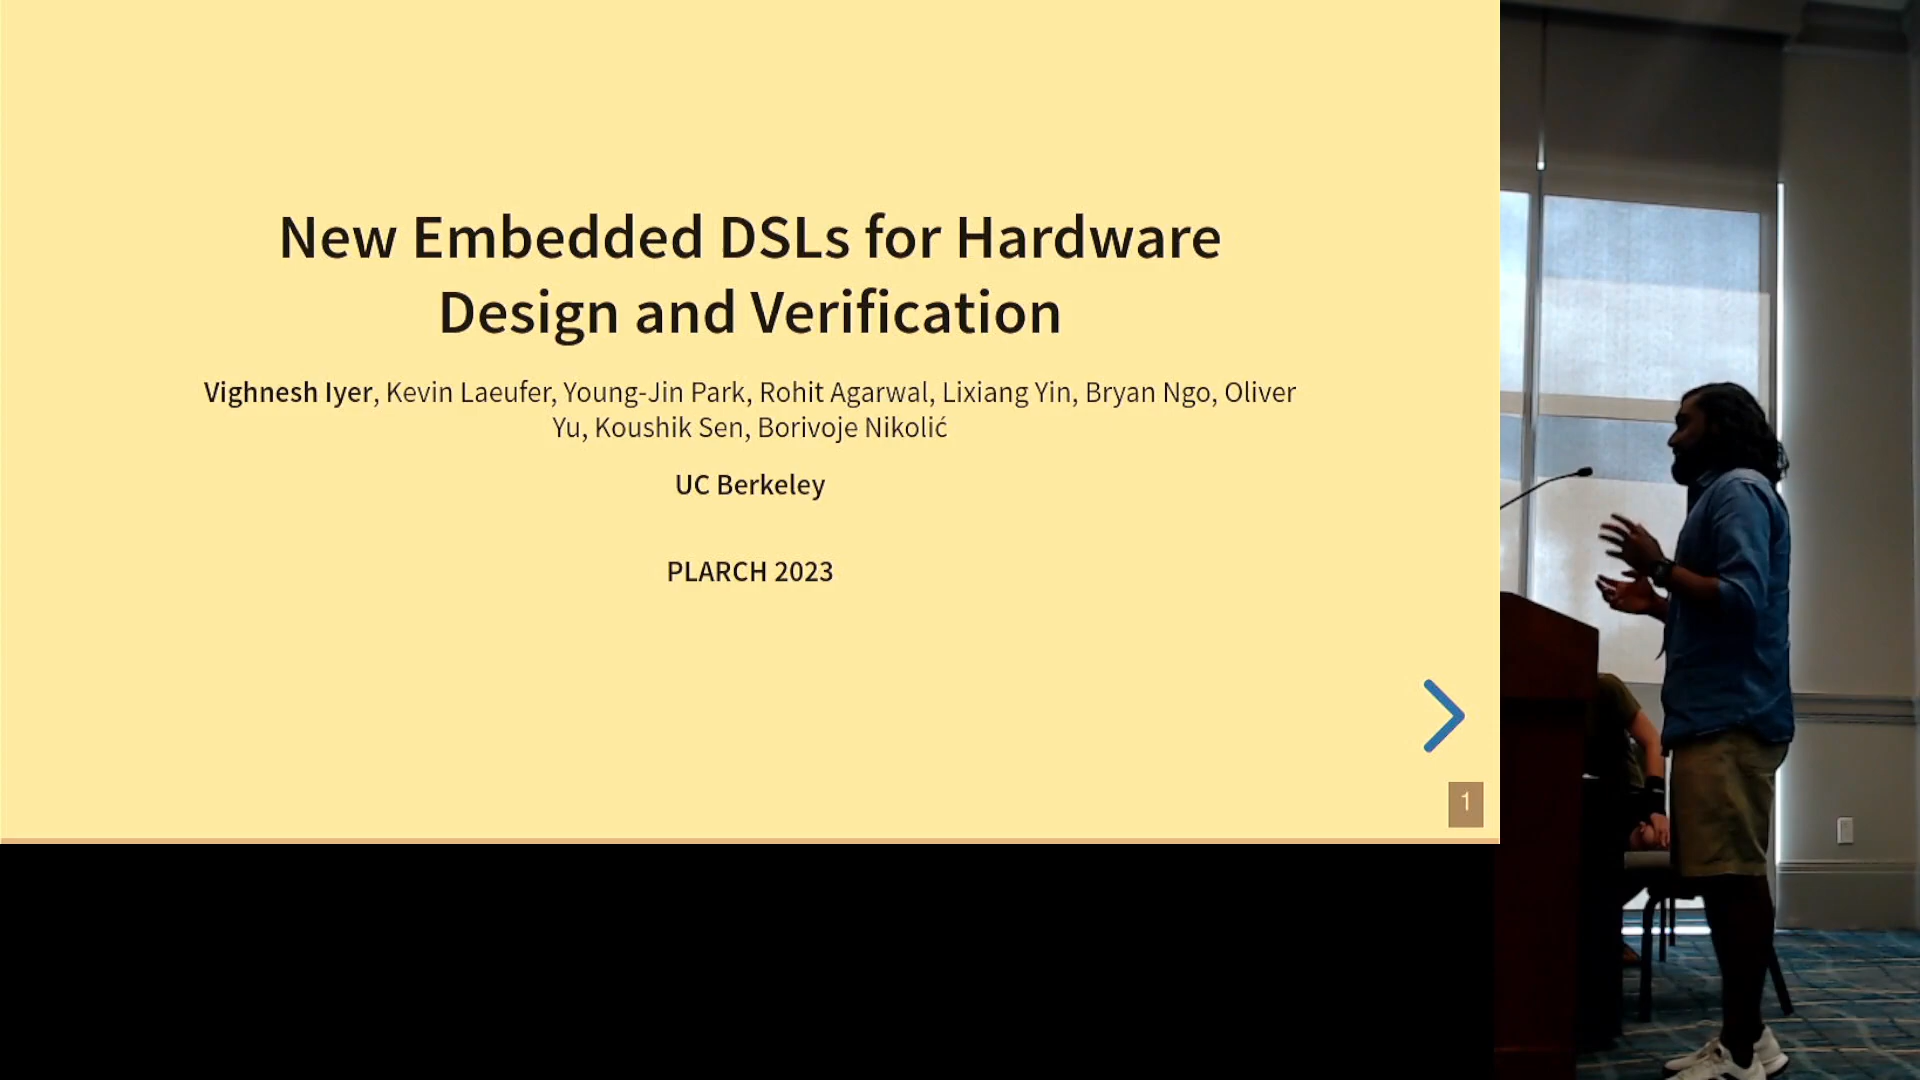 New Embedded DSLs for Hardware
Design and Verification
Vighnesh Iyer, Kevin Laeufer, Young-Jin Park, Rohit Agarwal, Lixiang Yin, Bryan Ngo, Oliver
Yu, Koushik Sen, Borivoje Nikolić
UC Berkeley
PLARCH 2023
1